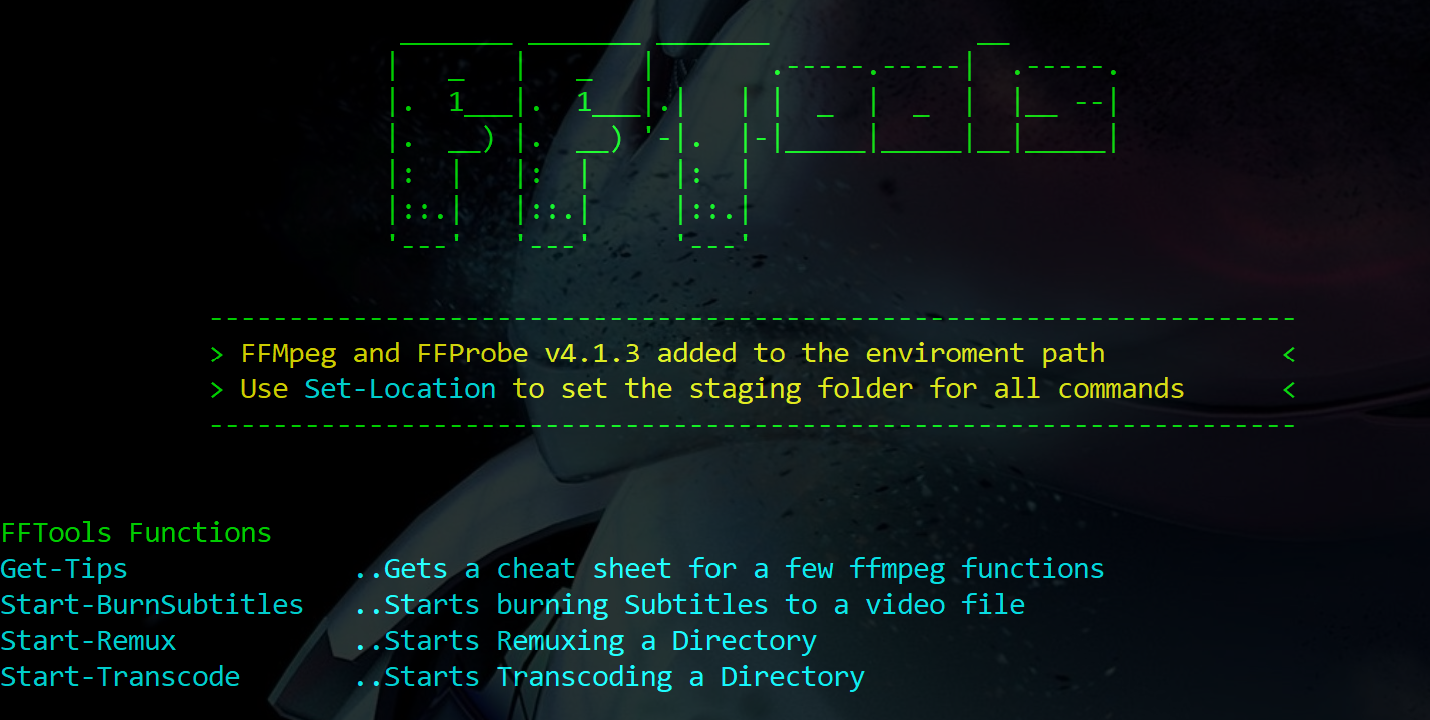 FFTools
> FFMpeg and FFProbe v4.1.3 added to the enviroment path <
> Use Set-Location to set the staging folder for all commands <
FFTools Functions
Get-Tips ..Gets a cheat sheet for a few ffmpeg functions
Start-BurnSubtitles ..Starts burning Subtitles to a video file
Start-Remux ..Starts Remuxing a Directory
Start-Transcode ..Starts Transcoding a Directory